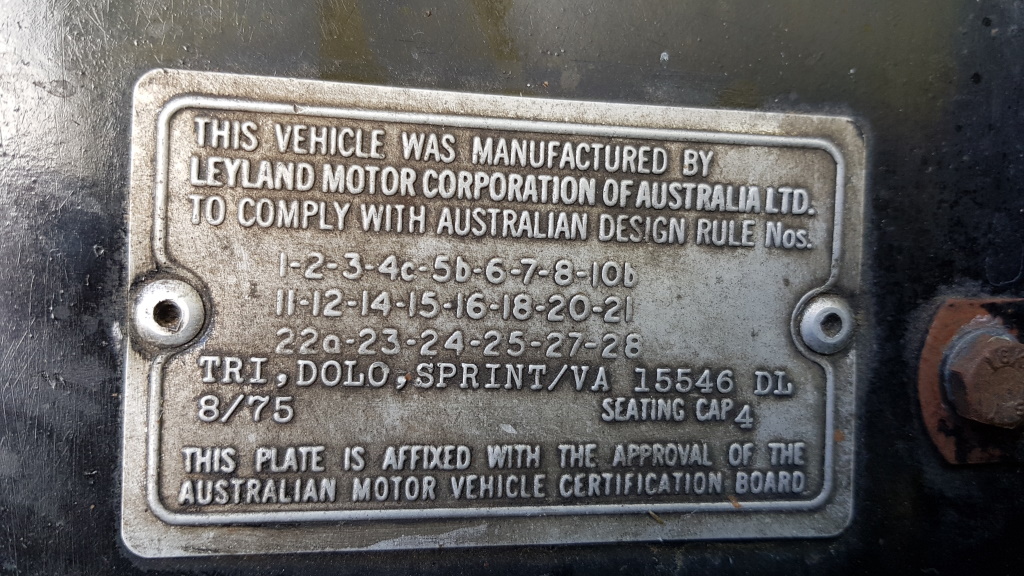 THIS VEHICLE WAS MANUFACTURED BY
LEYLAND MOTOR CORPORATION OF AUSTRALIA LTD.
TO COMPLY WITH AUSTRALIAN DESIGN RULE Nos.
1-2-3-4c-5b-6-7-8-10b
11-12-14-15-16-18-20-21
22a-23-24-25-27-28
TRI,DOLO,SPRINT/VA 15546 DL
8/75 SEATING CAP 4
THIS PLATE IS AFFIXED WITH THE APPROVAL OF THE
AUSTRALIAN MOTOR VEHICLE CERTIFICATION BOARD